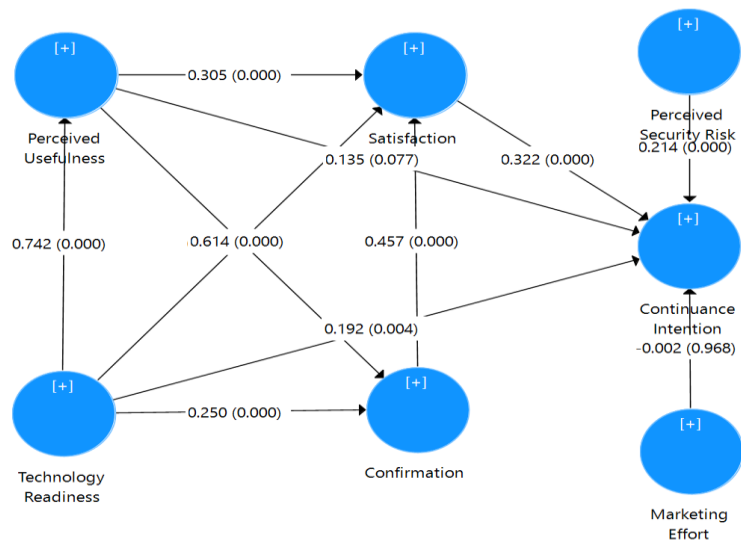 [+]
Perceived
Usefulness
[+]
Satisfaction
[+]
Perceived
Security Risk
0.305 (0.000)
0.135 (0.077)
0.322 (0.000)
0.214 (0.000)
0.742 (0.000)
0.614 (0.000)
0.457 (0.000)
[+]
Continuance
Intention
0.192 (0.004)
-0.002 (0.968)
[+]
Technology
Readiness
0.250 (0.000)
[+]
Confirmation
[+]
Marketing
Effort